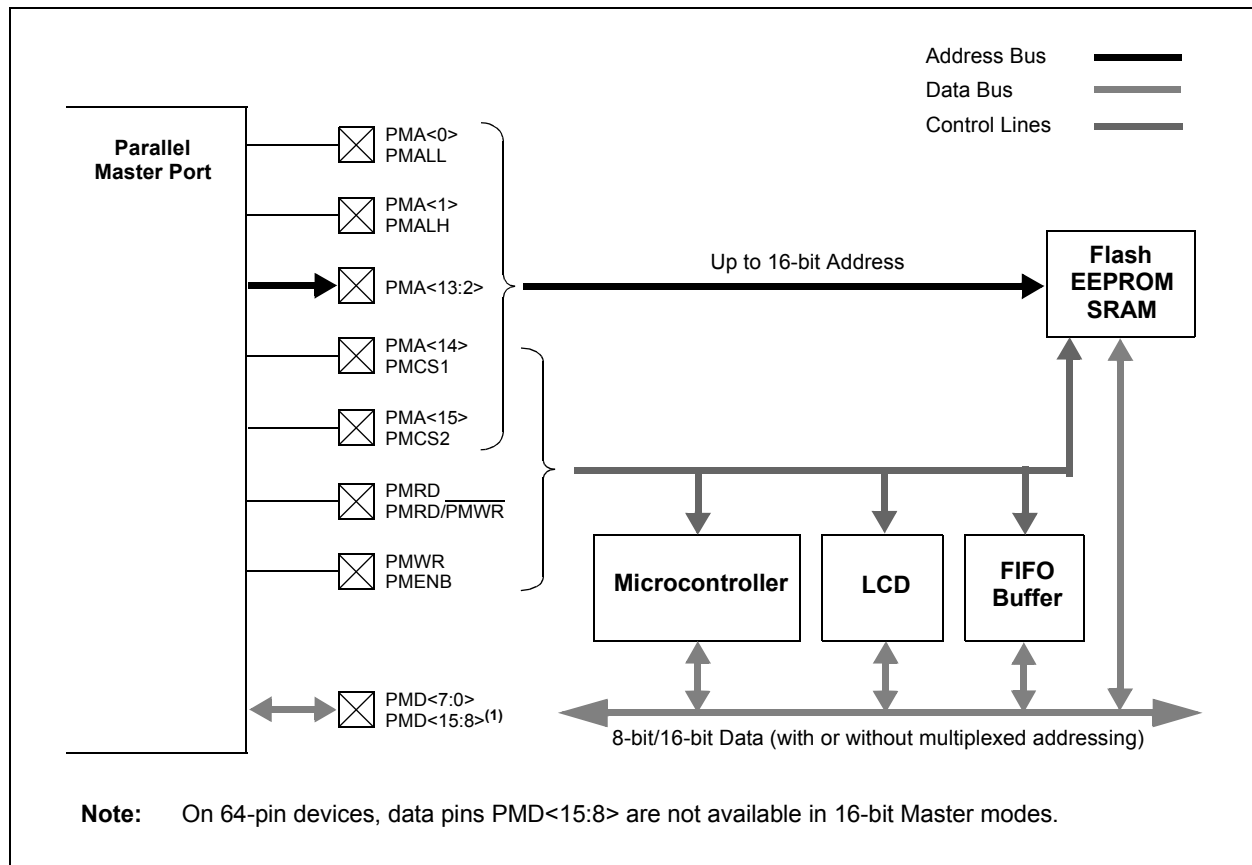 Address Bus
Data Bus
Control Lines
Parallel
Master Port
PMA<0>
PMALL
PMA<1>
PMALH
PMA<13:2>
PMA<14>
PMCS1
PMA<15>
PMCS2
PMRD
PMRD/PMWR
PMWR
PMENB
PMD<7:0>
PMD<15:8>(1)
Up to 16-bit Address
Flash
EEPROM
SRAM
Microcontroller
LCD
FIFO
Buffer
8-bit/16-bit Data (with or without multiplexed addressing)
Note: On 64-pin devices, data pins PMD<15:8> are not available in 16-bit Master modes.